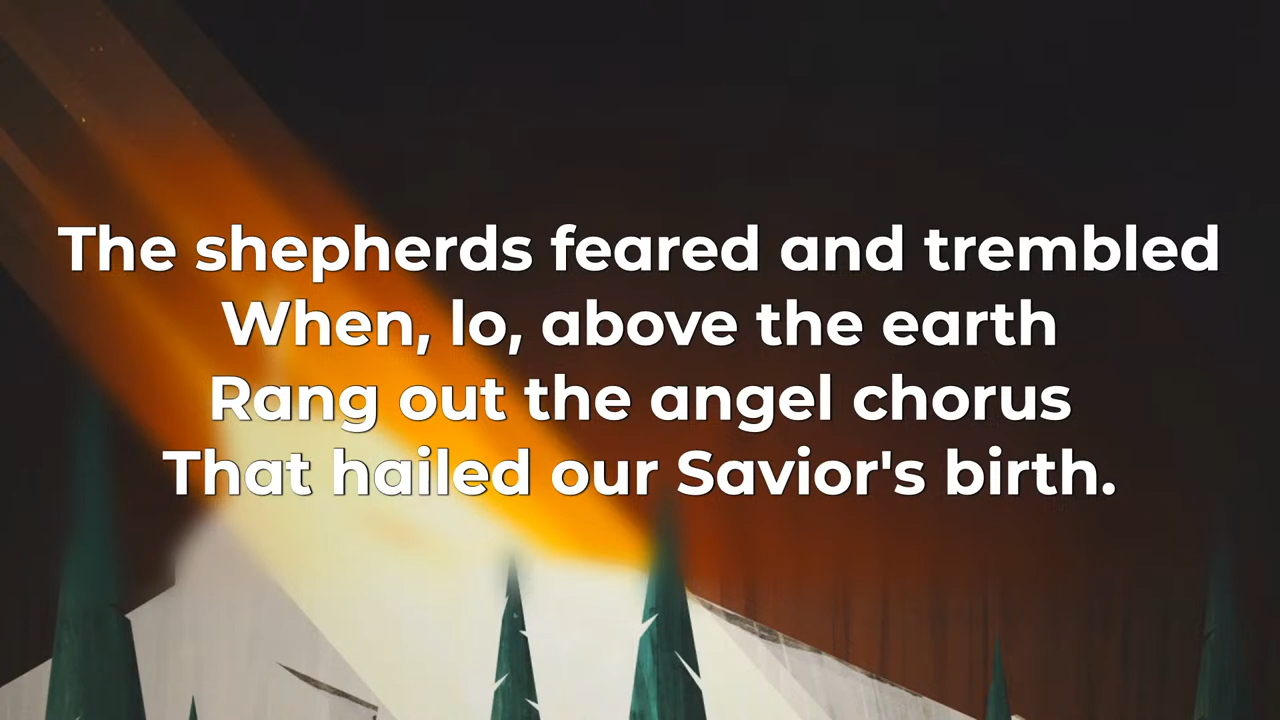 The shepherds feared and trembled
When, lo, above the earth
Rang out the angel chorus
That hailed our Savior's birth.